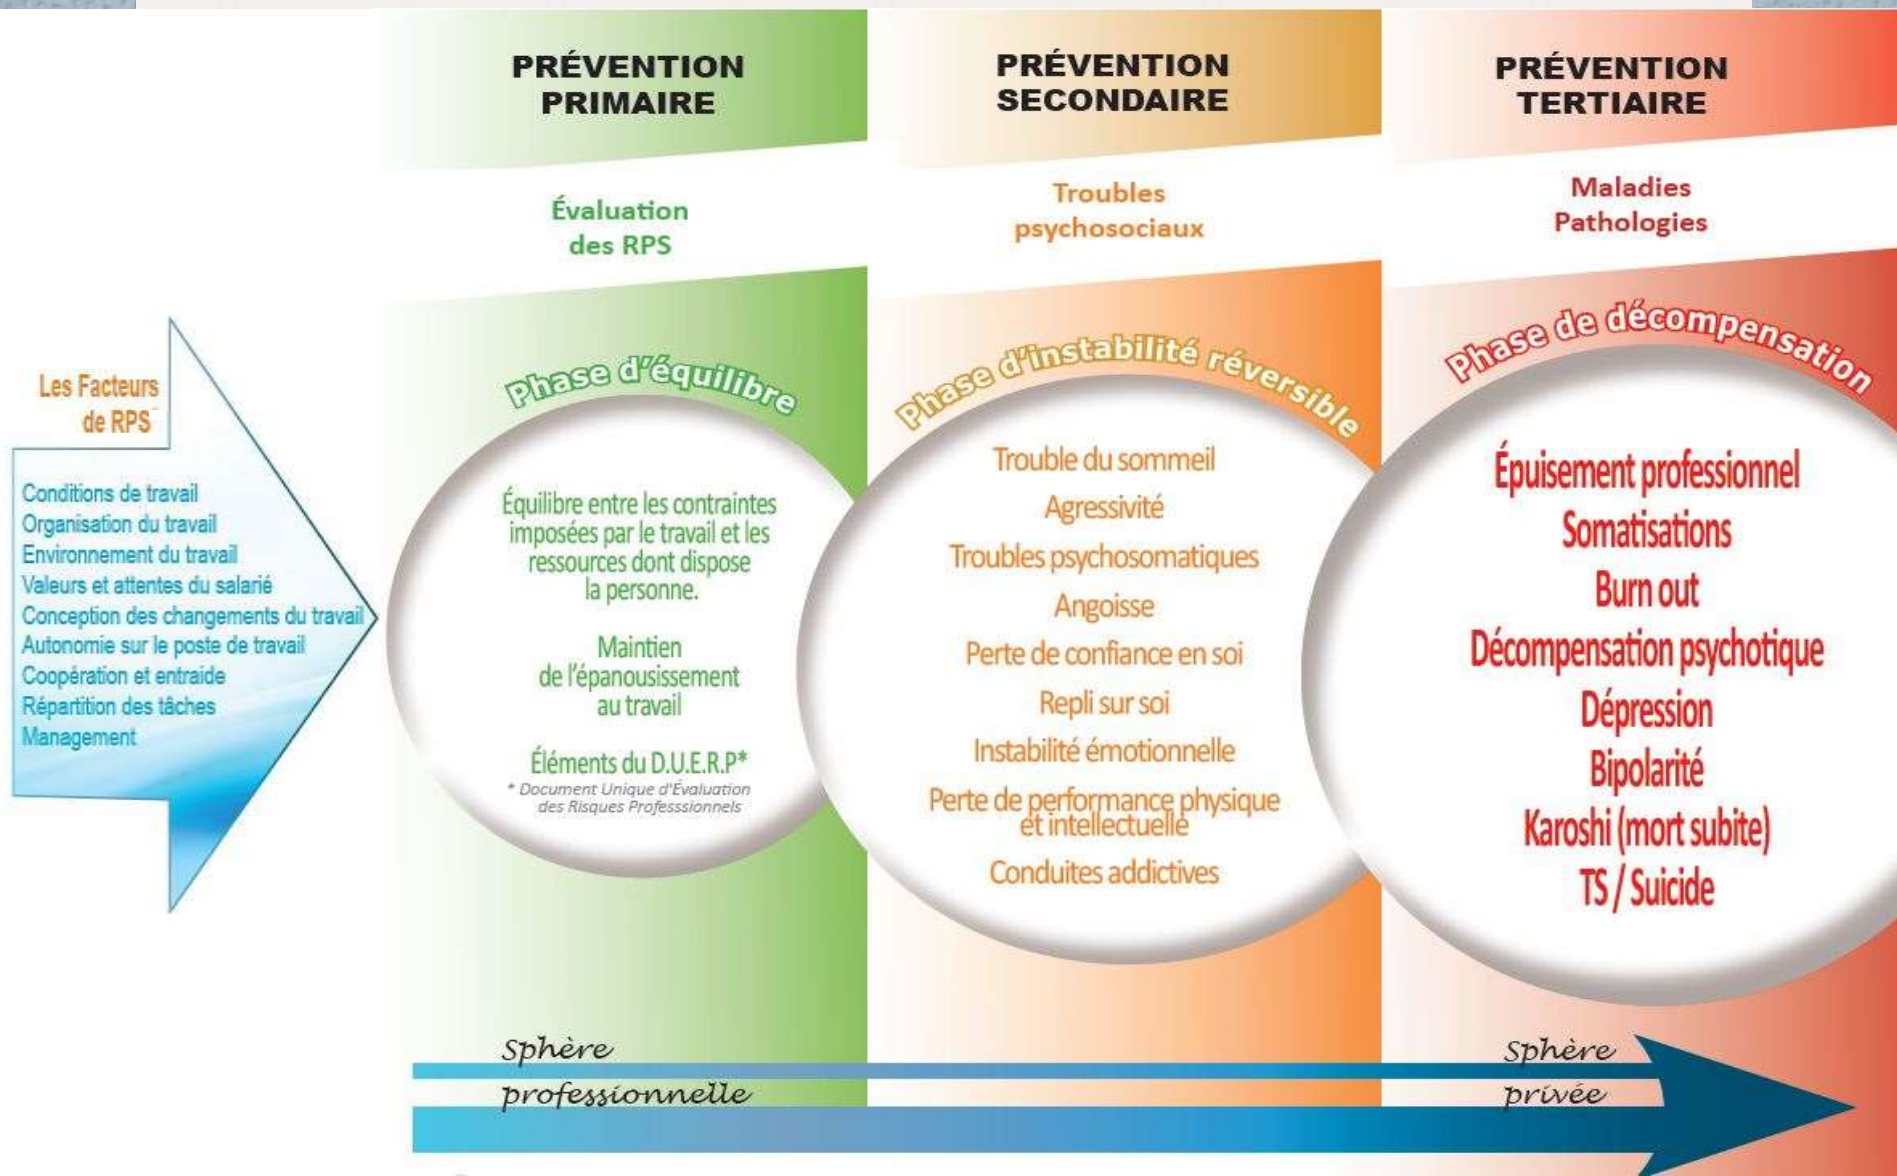 PRÉVENTION
PRIMAIRE
PRÉVENTION
SECONDAIRE
PRÉVENTION
TERTIAIRE
Évaluation
des RPS
Troubles
psychosociaux
Maladies
Pathologies
Les Facteurs
de RPS
Conditions de travail
Organisation du travail
Environnement du travail
Valeurs et attentes du salarié
Conception des changements du travail
Autonomie sur le poste de travail
Coopération et entraide
Répartition des tâches
Management
Phase d'équilibre
Équilibre entre les contraintes
imposées par le travail et les
ressources dont dispose
la personne.
Maintien
de l'épanousissement
au travail
Éléments du D.U.E.R.P*
* Document Unique d'Évaluation
des Risques Professsionnels
Phase d'instabilité réversible
Trouble du sommeil
Agressivité
Troubles psychosomatiques
Angoisse
Perte de confiance en soi
Repli sur soi
Instabilité émotionnelle
Perte de performance physique
et intellectuelle
Conduites addictives
Phase de décompensation
Épuisement professionnel
Somatisations
Burn out
Décompensation psychotique
Dépression
Bipolarité
Karoshi (mort subite)
TS / Suicide
Sphère
professionnelle
Sphère
privée